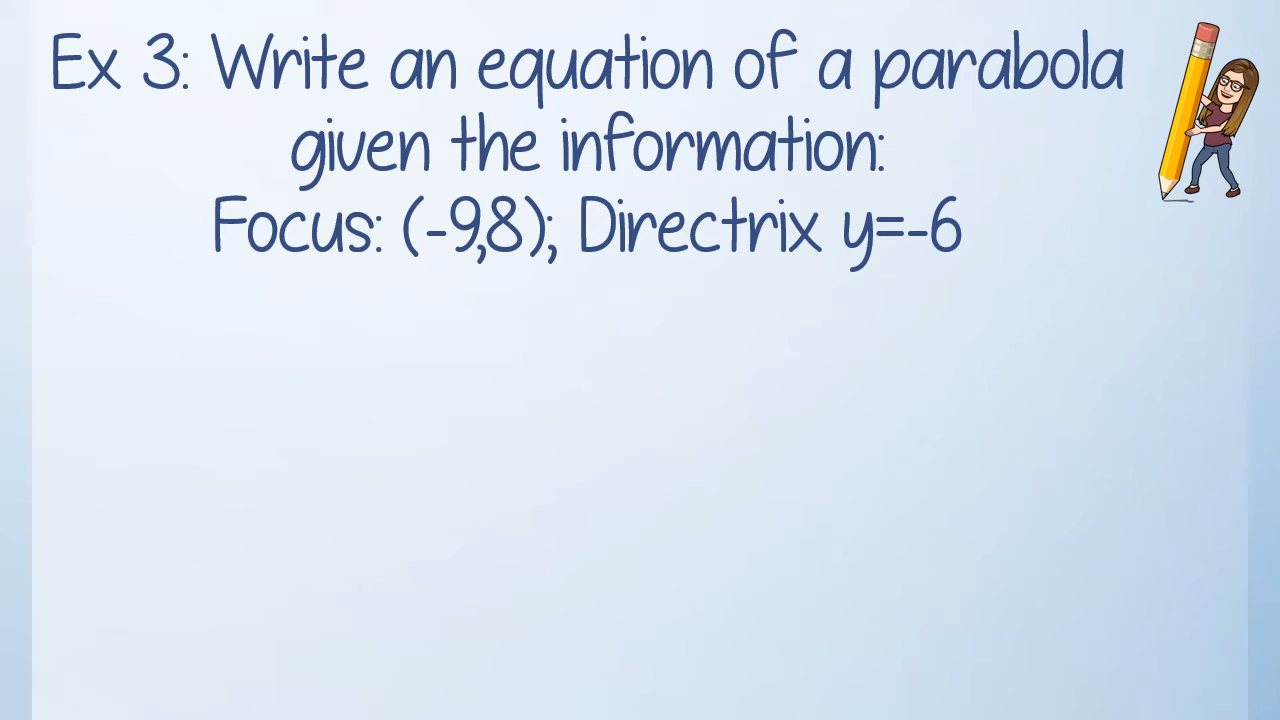 Ex 3: Write an equation of a parabola
given the information:
Focus: (-9,8); Directrix y=-6